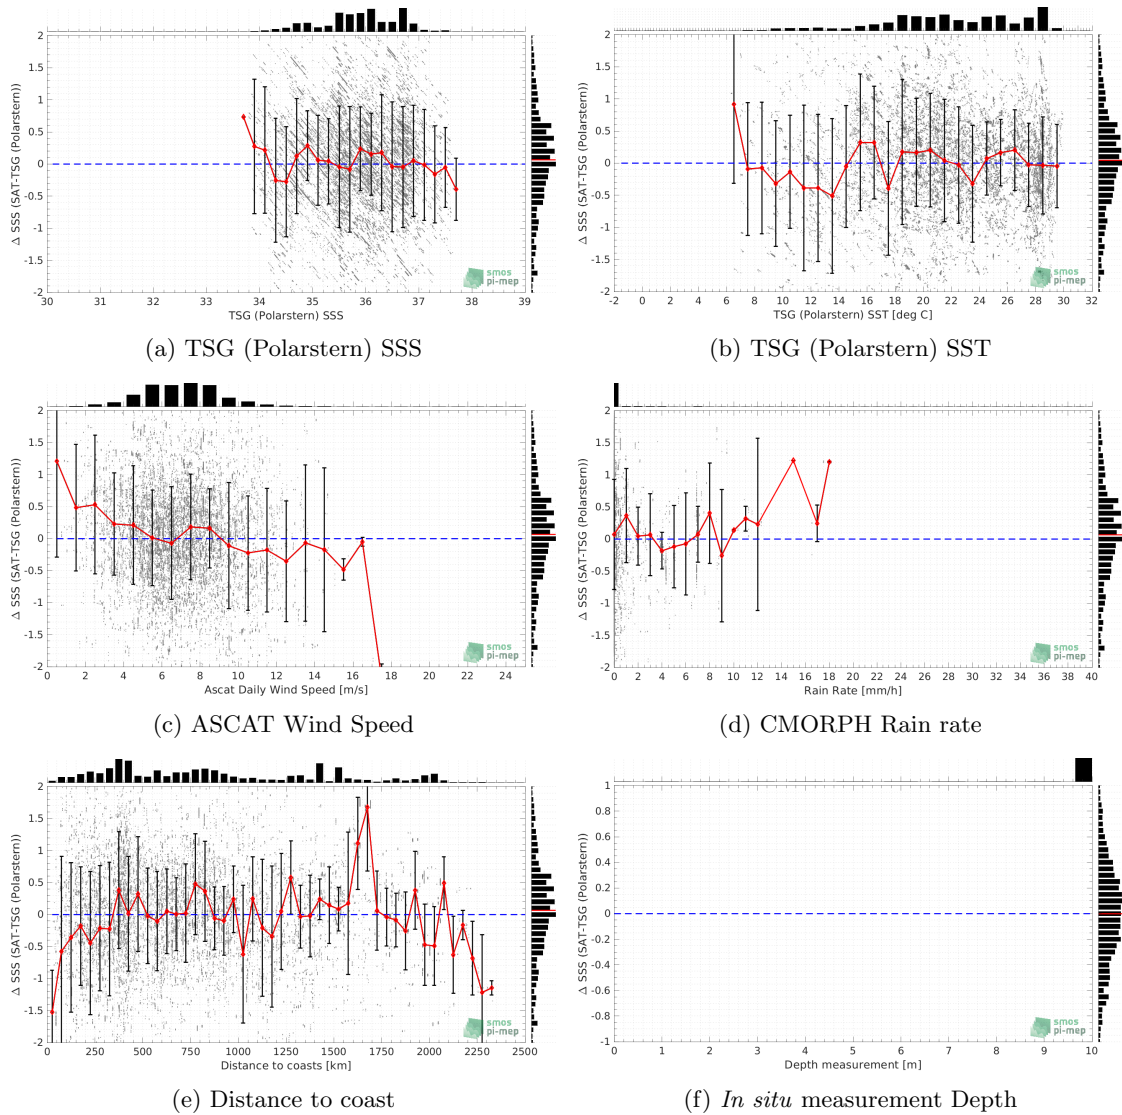 2
1.5
1
0.5
0
-0.5
-1
-1.5
-2
Δ SSS (SAT-TSG (Polarstern))
30 31 32 33 34 35 36 37 38 39
TSG (Polarstern) SSS
smos
pi-mep
(a) TSG (Polarstern) SSS
2
1.5
1
0.5
0
-0.5
-1
-1.5
-2
Δ SSS (SAT-TSG (Polarstern))
-2 0 2 4 6 8 10 12 14 16 18 20 22 24 26 28 30 32
TSG (Polarstern) SST [deg C]
smos
pi-mep
(b) TSG (Polarstern) SST
2
1.5
1
0.5
0
-0.5
-1
-1.5
-2
Δ SSS (SAT-TSG (Polarstern))
0 2 4 6 8 10 12 14 16 18 20 22 24
Ascat Daily Wind Speed [m/s]
smos
pi-mep
(c) ASCAT Wind Speed
2
1.5
1
0.5
0
-0.5
-1
-1.5
-2
Δ SSS (SAT-TSG (Polarstern))
0 2 4 6 8 10 12 14 16 18 20 22 24 26 28 30 32 34 36 38 40
Rain Rate [mm/h]
smos
pi-mep
(d) CMORPH Rain rate
2
1.5
1
0.5
0
-0.5
-1
-1.5
-2
Δ SSS (SAT-TSG (Polarstern))
0 250 500 750 1000 1250 1500 1750 2000 2250 2500
Distance to coasts [km]
smos
pi-mep
(e) Distance to coast
1
0.8
0.6
0.4
0.2
0
-0.2
-0.4
-0.6
-0.8
-1
Δ SSS (SAT-TSG (Polarstern))
0 1 2 3 4 5 6 7 8 9 10
Depth measurement [m]
smos
pi-mep
(f) In situ measurement Depth